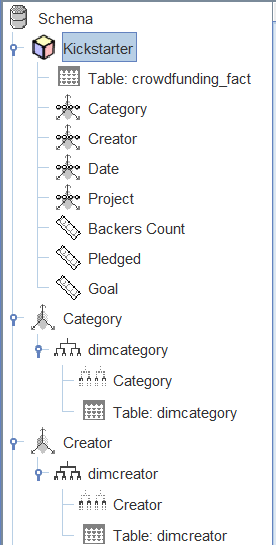 Schema
Kickstarter
Table: crowdfunding_fact
Category
Creator
Date
Project
Backers Count
Pledged
Goal
Category
dimcategory
Category
Table: dimcategory
Creator
dimcreator
Creator
Table: dimcreator